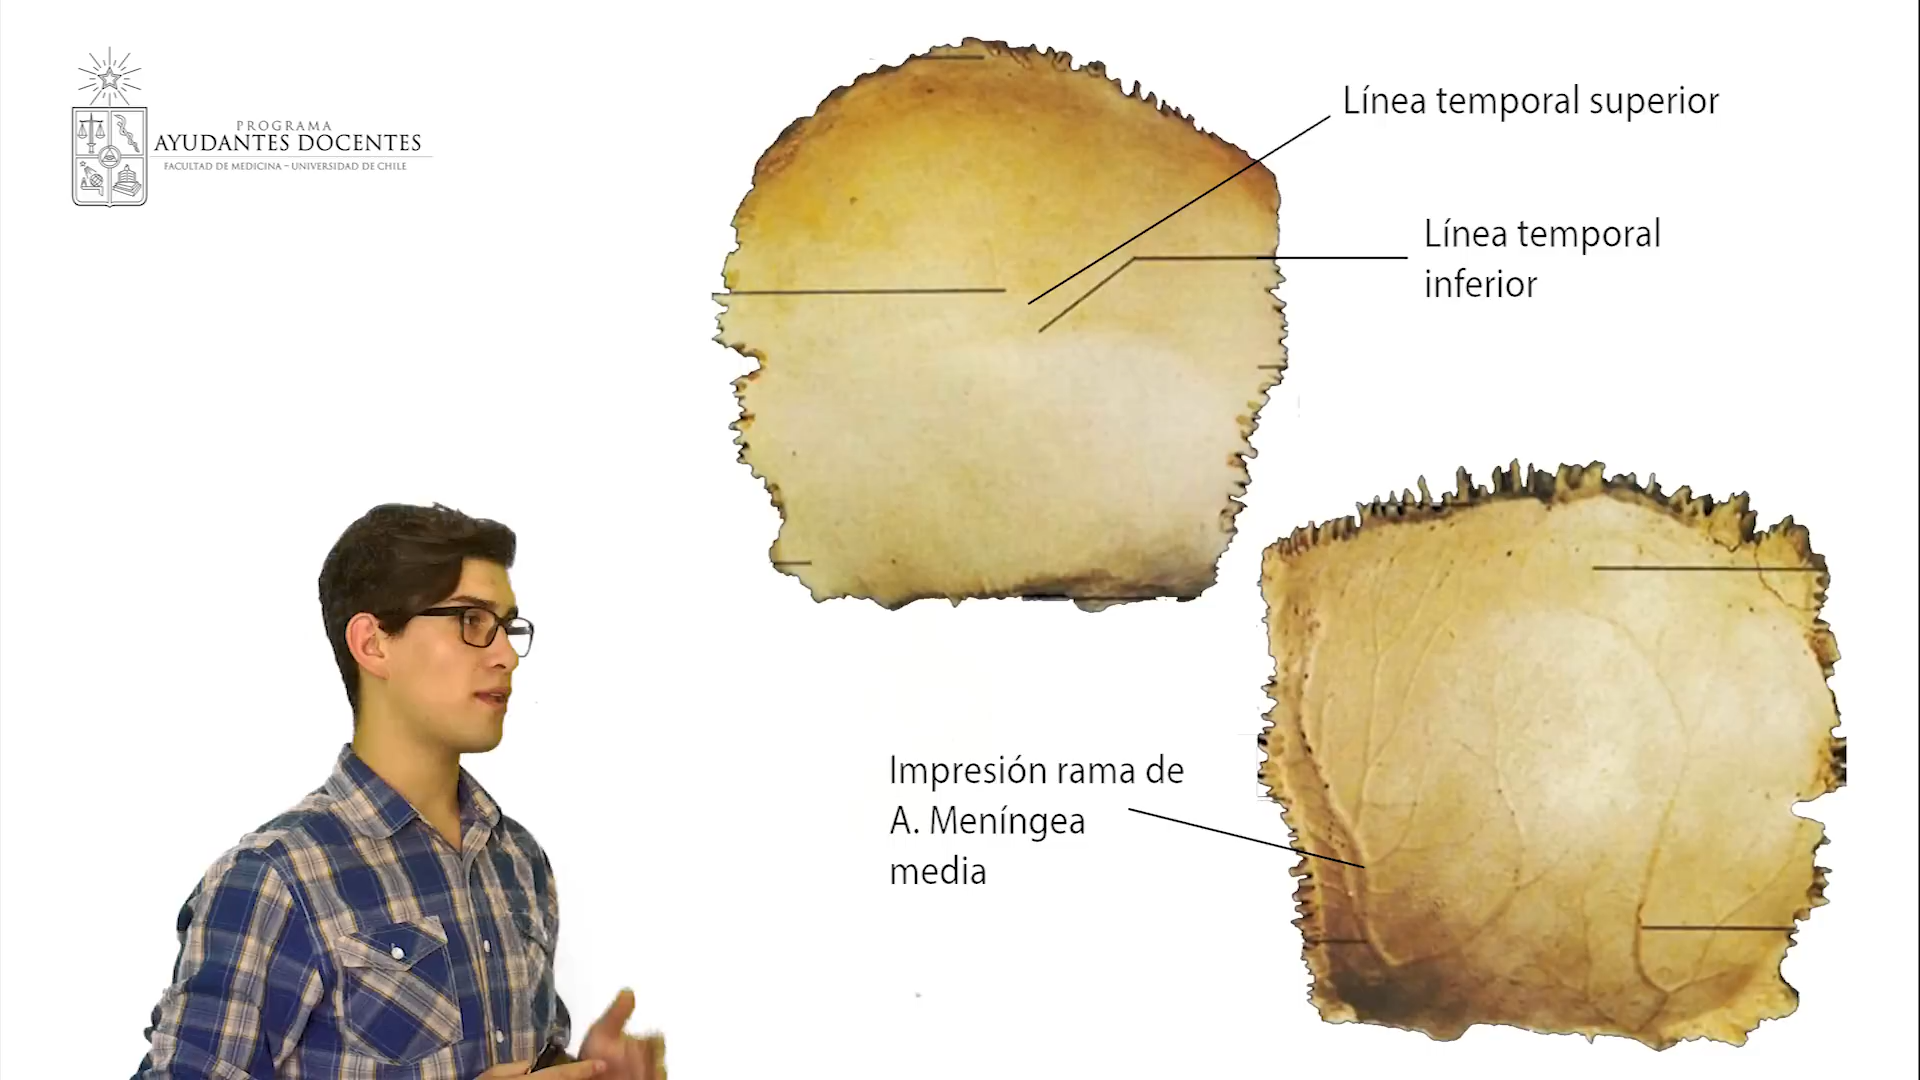 PROGRAMA
AYUDANTES DOCENTES
FACULTAD DE MEDICINA – UNIVERSIDAD DE CHILE
Línea temporal superior
Línea temporal
inferior
Impresión rama de
A. Meníngea
media